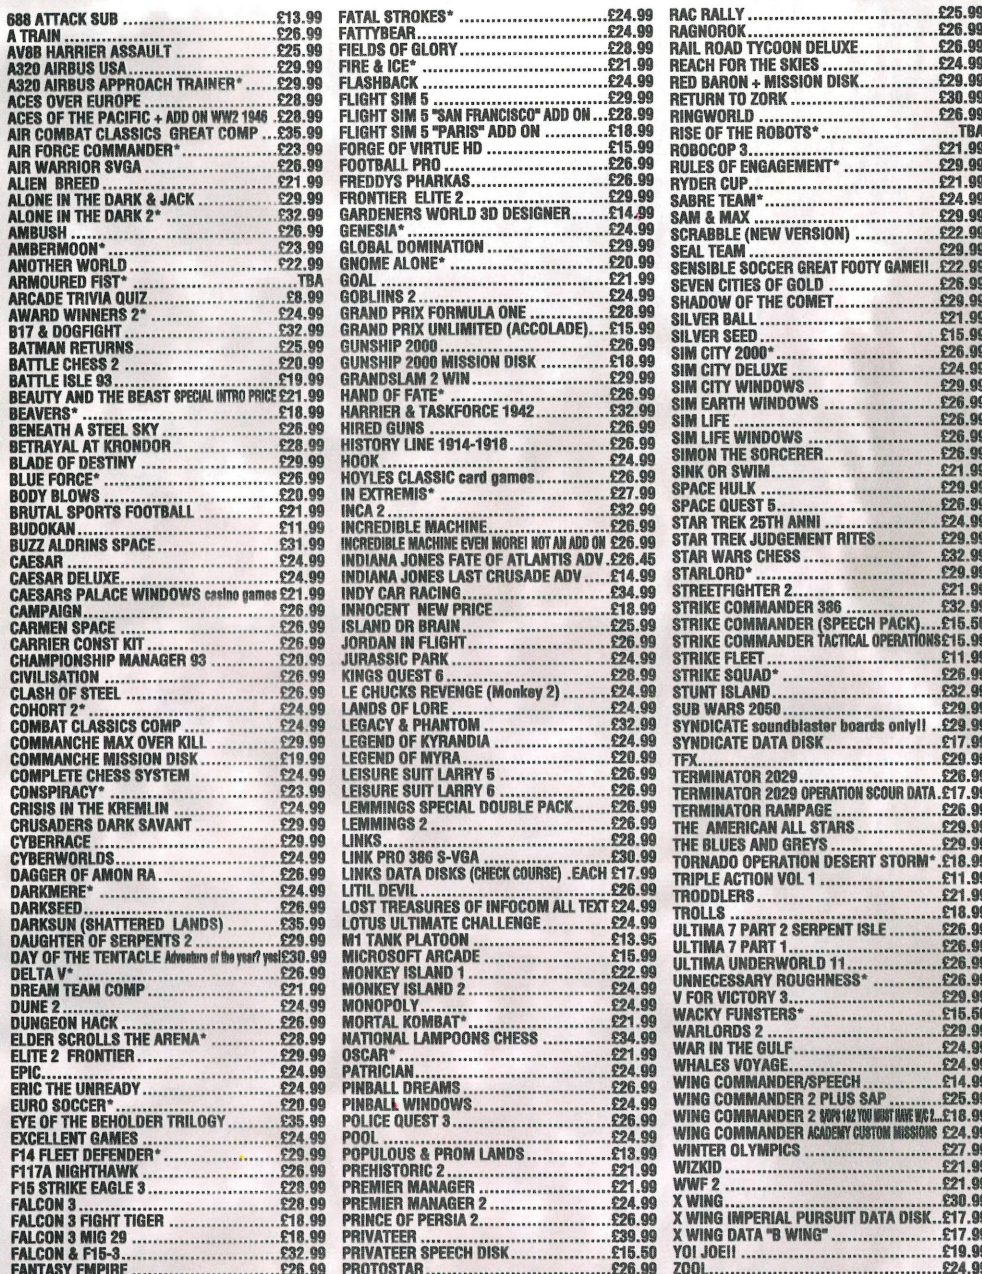 688 ATTACK SUB £13.99
A TRAIN £26.99
AV8B HARRIER ASSAULT £25.99
A320 AIRBUS USA £29.99
A320 AIRBUS APPROACH TRAINER* £29.99
ACES OVER EUROPE £28.99
ACES OF THE PACIFIC + ADD ON WW2 1946 £28.99
AIR COMBAT CLASSICS GREAT COMP £35.99
AIR FORCE COMMANDER* £23.99
AIR WARRIOR SVGA £26.99
ALIEN BREED £21.99
ALONE IN THE DARK & JACK £29.99
ALONE IN THE DARK 2* £32.99
AMBUSH £26.99
AMBERMOON* £23.99
ANOTHER WORLD £22.99
ARMOURED FIST* TBA
ARCADE TRIVIA QUIZ £8.99
AWARD WINNERS 2* £24.99
B17 & DOGFIGHT £32.99
BATMAN RETURNS £25.99
BATTLE CHESS 2 £20.99
BATTLE ISLE 93 £19.99
BEAUTY AND THE BEAST SPECIAL INTRO PRICE £21.99
BEAVERS* £18.99
BENEATH A STEEL SKY £26.99
BETRAYAL AT KRONDOR £28.99
BLADE OF DESTINY £29.99
BLUE FORCE* £26.99
BODY BLOWS £20.99
BRUTAL SPORTS FOOTBALL £21.99
BUDOKAN £11.99
BUZZ ALDRINS SPACE £31.99
CAESAR £24.99
CAESAR DELUXE £24.99
CAESARS PALACE WINDOWS casino games £21.99
CAMPAIGN £26.99
CARMEN SPACE £26.99
CARRIER CONST KIT £26.99
CHAMPIONSHIP MANAGER 93 £20.99
CIVILISATION £26.99
CLASH OF STEEL £26.99
COHORT 2* £24.99
COMBAT CLASSICS COMP £24.99
COMMANCHE MAX OVER KILL £29.99
COMMANCHE MISSION DISK £19.99
COMPLETE CHESS SYSTEM £24.99
CONSPIRACY* £23.99
CRISIS IN THE KREMLIN £24.99
CRUSADERS DARK SAVANT £29.99
CYBERRACE £29.99
CYBERWORLDS £24.99
DAGGER OF AMON RA £26.99
DARKMERE* £24.99
DARKSEED £26.99
DARKSUN (SHATTERED LANDS) £35.99
DAUGHTER OF SERPENTS 2 £29.99
DAY OF THE TENTACLE Adventure of the year? yes! £30.99
DELTA V* £26.99
DREAM TEAM COMP £21.99
DUNE 2 £24.99
DUNGEON HACK £26.99
ELDER SCROLLS THE ARENA* £28.99
ELITE 2 FRONTIER £29.99
EPIC £24.99
ERIC THE UNREADY £24.99
EURO SOCCER* £20.99
EYE OF THE BEHOLDER TRILOGY £35.99
EXCELLENT GAMES £24.99
F14 FLEET DEFENDER* £29.99
F117A NIGHTHAWK £26.99
F15 STRIKE EAGLE 3 £28.99
FALCON 3 £28.99
FALCON 3 FIGHT TIGER £18.99
FALCON 3 MIG 29 £18.99
FALCON & F15-3 £32.99
FANTASY EMPIRE £26.99
FATAL STROKES* £24.99
FATTYBEAR £24.99
FIELDS OF GLORY £28.99
FIRE & ICE* £21.99
FLASHBACK £24.99
FLIGHT SIM 5 £29.99
FLIGHT SIM 5 "SAN FRANCISCO" ADD ON £28.99
FLIGHT SIM 5 "PARIS" ADD ON £18.99
FORGE OF VIRTUE HD £15.99
FOOTBALL PRO £26.99
FREDDYS PHARKAS £26.99
FRONTIER ELITE 2 £29.99
GARDENERS WORLD 3D DESIGNER £14.99
GENESIA* £24.99
GLOBAL DOMINATION £29.99
GNOME ALONE* £20.99
GOAL £21.99
GOBLIINS 2 £24.99
GRAND PRIX FORMULA ONE £28.99
GRAND PRIX UNLIMITED (ACCOLADE) £15.99
GUNSHIP 2000 £26.99
GUNSHIP 2000 MISSION DISK £18.99
GRANDSLAM 2 WIN £29.99
HAND OF FATE* £26.99
HARRIER & TASKFORCE 1942 £32.99
HIRED GUNS £26.99
HISTORY LINE 1914-1918 £26.99
HOOK £24.99
HOYLES CLASSIC card games £26.99
IN EXTREMIS* £27.99
INCA 2 £32.99
INCREDIBLE MACHINE £26.99
INCREDIBLE MACHINE EVEN MORE! NOT AN ADD ON £26.99
INDIANA JONES FATE OF ATLANTIS ADV £26.45
INDIANA JONES LAST CRUSADE ADV £14.99
INDY CAR RACING £34.99
INNOCENT NEW PRICE £18.99
ISLAND DR BRAIN £25.99
JORDAN IN FLIGHT £26.99
JURASSIC PARK £24.99
KINGS QUEST 6 £28.99
LE CHUCKS REVENGE (Monkey 2) £24.99
LANDS OF LORE £24.99
LEGACY & PHANTOM £32.99
LEGEND OF KYRANDIA £24.99
LEGEND OF MYRA £20.99
LEISURE SUIT LARRY 5 £26.99
LEISURE SUIT LARRY 6 £26.99
LEMMINGS SPECIAL DOUBLE PACK £26.99
LEMMINGS 2 £26.99
LINKS £28.99
LINK PRO 386 S-VGA £30.99
LINKS DATA DISKS (CHECK COURSE) .EACH £17.99
LITIL DEVIL £26.99
LOST TREASURES OF INFOCOM ALL TEXT £24.99
LOTUS ULTIMATE CHALLENGE £24.99
M1 TANK PLATOON £13.95
MICROSOFT ARCADE £15.99
MONKEY ISLAND 1 £22.99
MONKEY ISLAND 2 £24.99
MONOPOLY £24.99
MORTAL KOMBAT* £21.99
NATIONAL LAMPOONS CHESS £34.99
OSCAR* £21.99
PATRICIAN £24.99
PINBALL DREAMS £26.99
PINBALL WINDOWS £24.99
POLICE QUEST 3 £26.99
POOL £24.99
POPULOUS & PROM LANDS £13.99
PREHISTORIC 2 £21.99
PREMIER MANAGER £21.99
PREMIER MANAGER 2 £24.99
PRINCE OF PERSIA 2 £26.99
PRIVATEER £39.99
PRIVATEER SPEECH DISK £15.50
PROTOSTAR £26.99
RAC RALLY £25.99
RAGNOROK £26.99
RAIL ROAD TYCOON DELUXE £26.99
REACH FOR THE SKIES £24.99
RED BARON + MISSION DISK £29.99
RETURN TO ZORK £30.99
RINGWORLD £26.99
RISE OF THE ROBOTS* TBA
ROBOCOP 3 £21.99
RULES OF ENGAGEMENT* £29.99
RYDER CUP £21.99
SABRE TEAM* £24.99
SAM & MAX £29.99
SCRABBLE (NEW VERSION) £22.99
SEAL TEAM £29.99
SENSIBLE SOCCER GREAT FOOTY GAME!! £22.99
SEVEN CITIES OF GOLD £26.99
SHADOW OF THE COMET £29.99
SILVER BALL £21.99
SILVER SEED £15.99
SIM CITY 2000* £26.99
SIM CITY DELUXE £24.99
SIM CITY WINDOWS £29.99
SIM EARTH WINDOWS £26.99
SIM LIFE £26.99
SIM LIFE WINDOWS £26.99
SIMON THE SORCERER £26.99
SINK OR SWIM £21.99
SPACE HULK £29.99
SPACE QUEST 5 £26.99
STAR TREK 25TH ANNI £24.99
STAR TREK JUDGEMENT RITES £29.99
STAR WARS CHESS £32.99
STARLORD* £29.99
STREETFIGHTER 2 £21.99
STRIKE COMMANDER 386 £32.99
STRIKE COMMANDER (SPEECH PACK) £15.50
STRIKE COMMANDER TACTICAL OPERATIONS £15.99
STRIKE FLEET £11.99
STRIKE SQUAD* £26.99
STUNT ISLAND £32.99
SUB WARS 2050 £29.99
SYNDICATE soundblaster boards only!! £29.99
SYNDICATE DATA DISK £17.99
TFX £29.99
TERMINATOR 2029 £26.99
TERMINATOR 2029 OPERATION SCOUR DATA £17.99
TERMINATOR RAMPAGE £26.99
THE AMERICAN ALL STARS £29.99
THE BLUES AND GREYS £29.99
TORNADO OPERATION DESERT STORM* £18.99
TRIPLE ACTION VOL 1 £11.99
TRODDLERS £21.99
TROLLS £18.99
ULTIMA 7 PART 2 SERPENT ISLE £26.99
ULTIMA 7 PART 1 £26.99
ULTIMA UNDERWORLD 11 £26.99
UNNECESSARY ROUGHNESS* £26.99
V FOR VICTORY 3 £29.99
WACKY FUNSTERS* £15.50
WARLORDS 2 £29.99
WAR IN THE GULF £24.99
WHALES VOYAGE £24.99
WING COMMANDER/SPEECH £14.99
WING COMMANDER 2 PLUS SAP £25.99
WING COMMANDER 2 S/OPS 1&2 YOU MUST HAVE W/C 2 £18.99
WING COMMANDER ACADEMY CUSTOM MISSIONS £24.99
WINTER OLYMPICS £27.99
WIZKID £21.99
WWF 2 £21.99
X WING £30.99
X WING IMPERIAL PURSUIT DATA DISK £17.99
X WING DATA "B WING" £17.99
YO! JOE!! £19.99
ZOOL £24.99